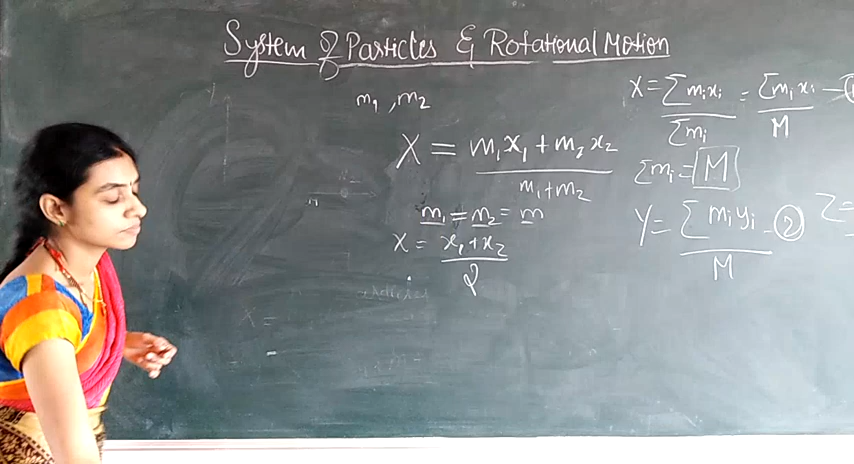 System of Particles & Rotational Motion
m₁ , m₂
X = m₁x₁ + m₂x₂ / m₁+m₂
m₁ = m₂ = m
X = x₁+x₂ / 2
X = Σmᵢxᵢ / Σmᵢ = Σmᵢxᵢ / M — ①
Σmᵢ = M
Y = Σmᵢyᵢ / M - ②
Z =